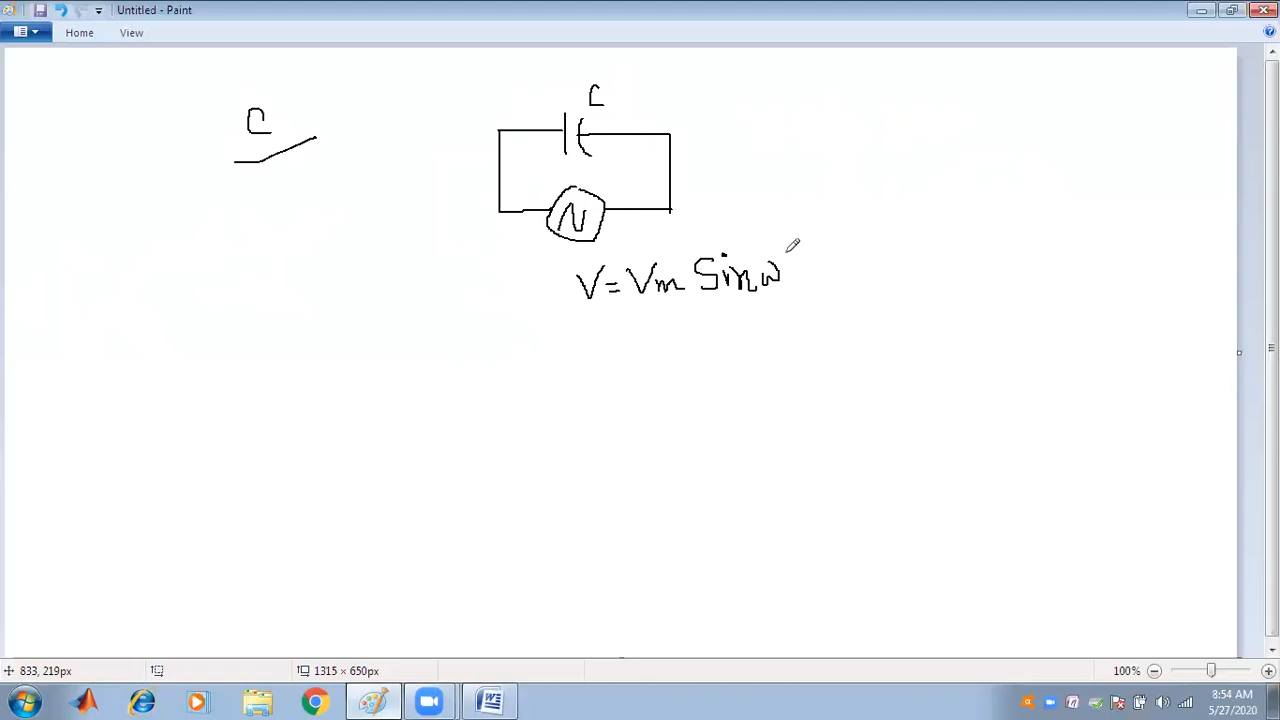 Untitled - Paint
Home View
C
C
N
V = Vm Sin ω
833, 219px
1315 × 650px
100%
8:54 AM
5/27/2020